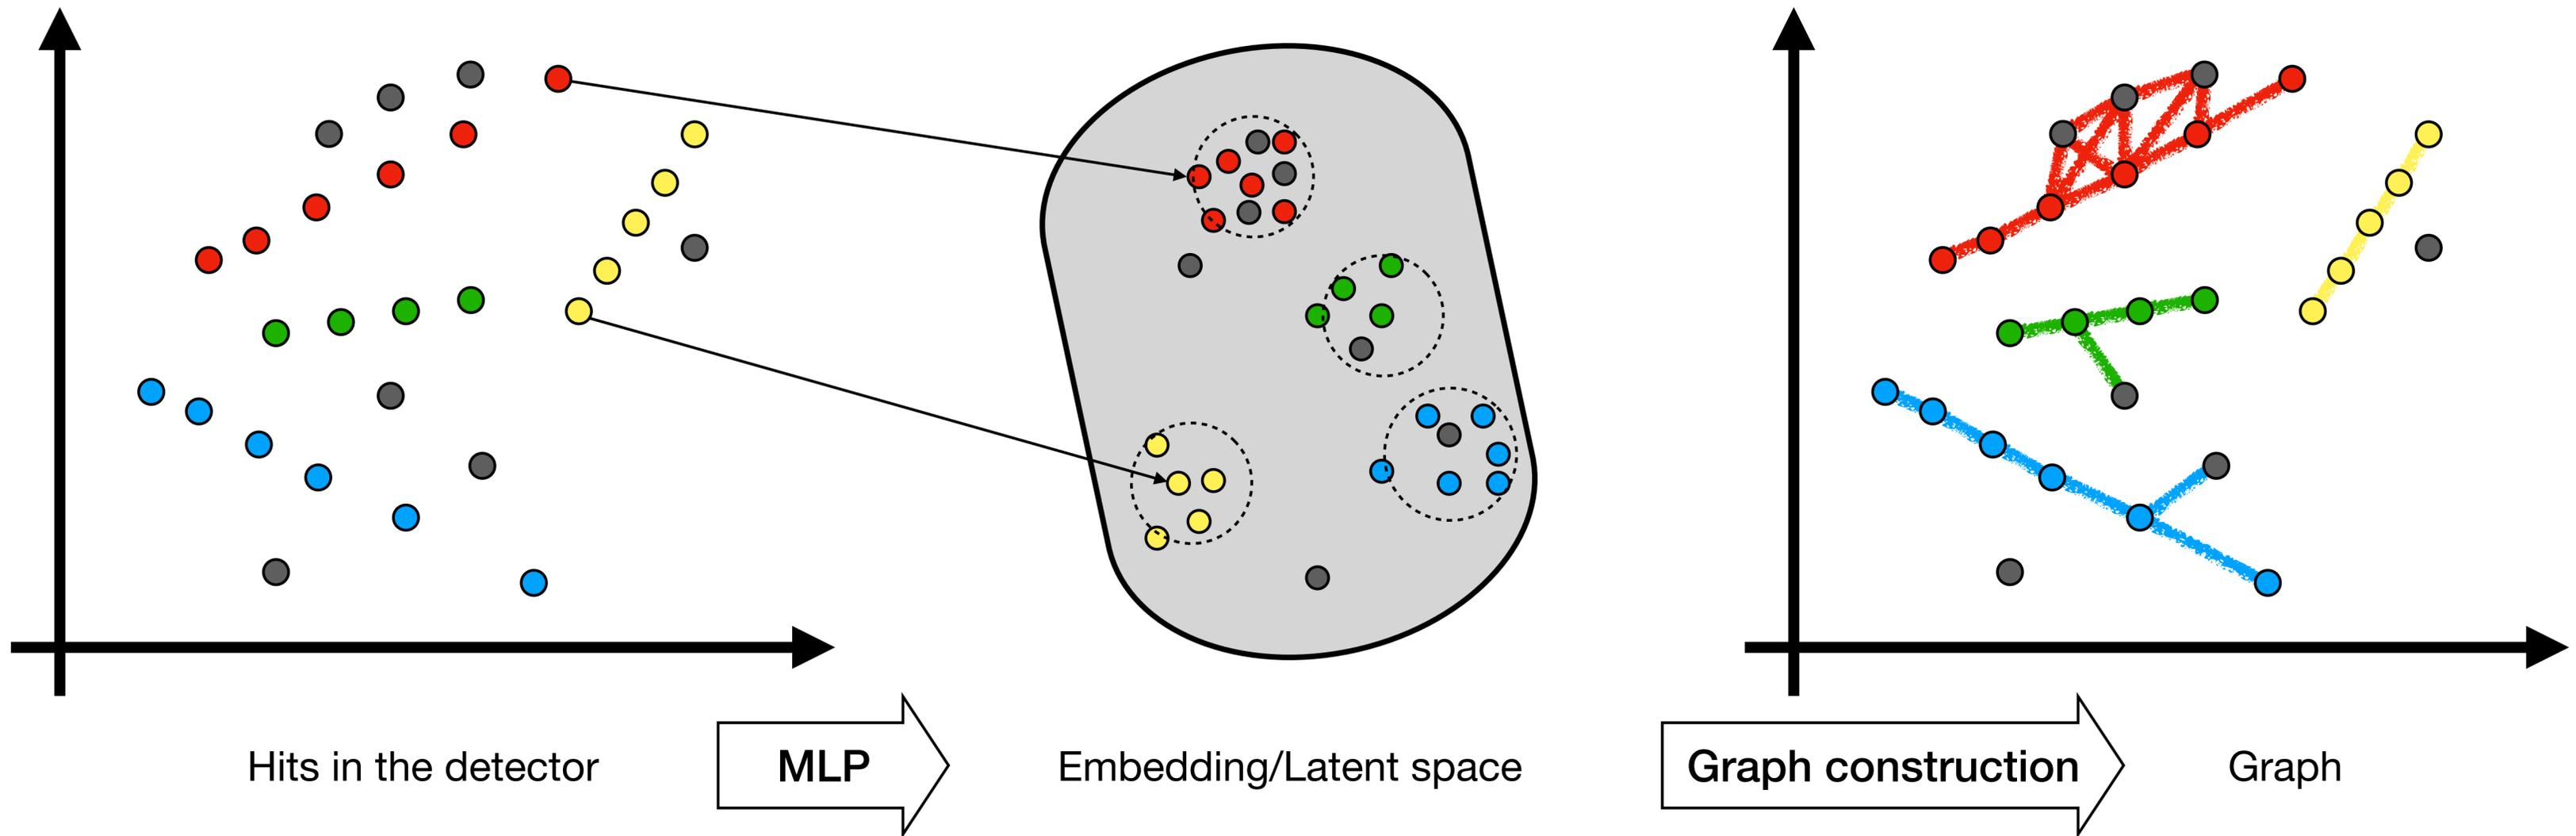 Hits in the detector
MLP
Embedding/Latent space
Graph construction
Graph